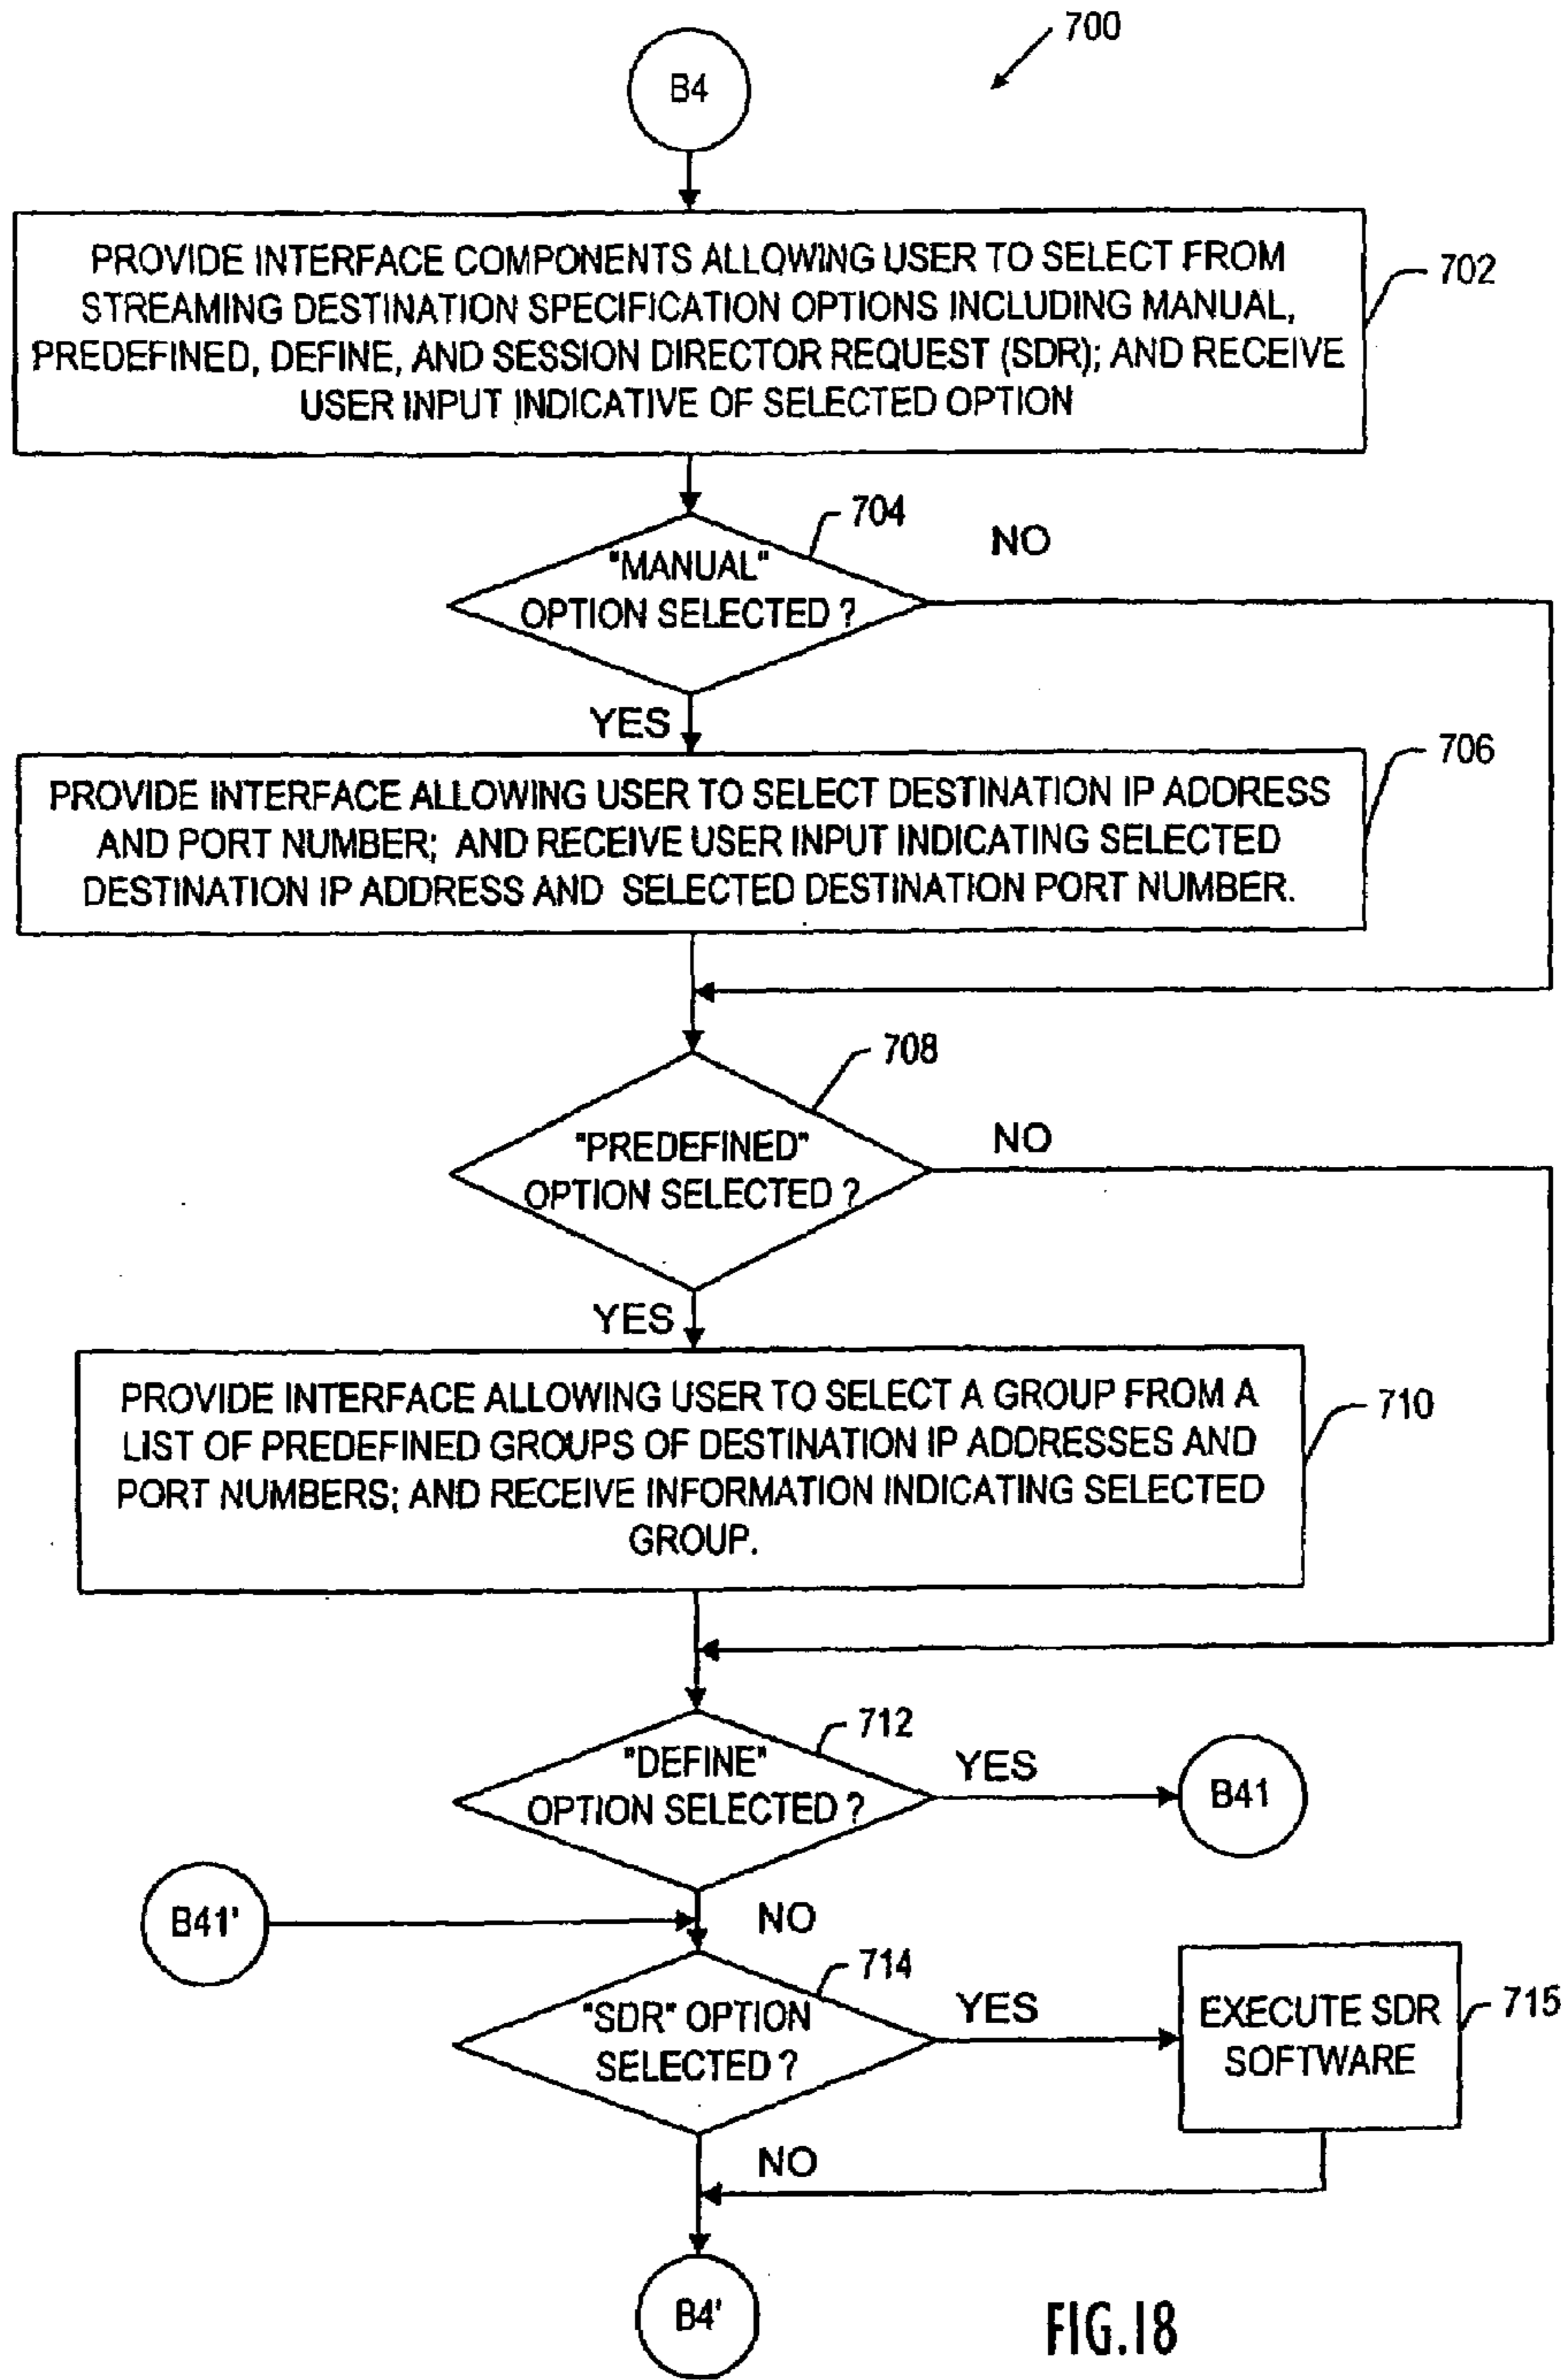 700
B4
PROVIDE INTERFACE COMPONENTS ALLOWING USER TO SELECT FROM
STREAMING DESTINATION SPECIFICATION OPTIONS INCLUDING MANUAL,
PREDEFINED, DEFINE, AND SESSION DIRECTOR REQUEST (SDR); AND RECEIVE
USER INPUT INDICATIVE OF SELECTED OPTION
702
704
NO
"MANUAL"
OPTION SELECTED ?
YES
706
PROVIDE INTERFACE ALLOWING USER TO SELECT DESTINATION IP ADDRESS
AND PORT NUMBER; AND RECEIVE USER INPUT INDICATING SELECTED
DESTINATION IP ADDRESS AND SELECTED DESTINATION PORT NUMBER.
708
NO
"PREDEFINED"
OPTION SELECTED ?
YES
PROVIDE INTERFACE ALLOWING USER TO SELECT A GROUP FROM A
LIST OF PREDEFINED GROUPS OF DESTINATION IP ADDRESSES AND
PORT NUMBERS; AND RECEIVE INFORMATION INDICATING SELECTED
GROUP.
710
712
"DEFINE"
OPTION SELECTED ?
YES
B41
B41'
NO
714
"SDR" OPTION
SELECTED ?
YES
EXECUTE SDR
SOFTWARE
715
NO
B4'
FIG.18